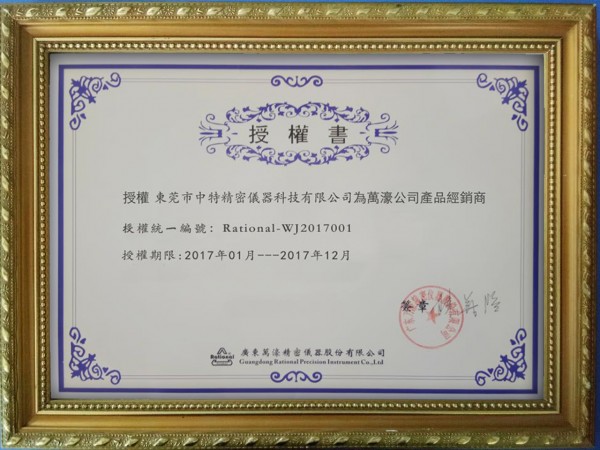 授權書
授權 東莞市中特精密儀器科技有限公司為萬濠公司產品經銷商
授權統一編號: Rational-WJ2017001
授權期限:2017年01月---2017年12月
簽章
Rational
廣東萬濠精密儀器股份有限公司
Guangdong Rational Precision Instrument Co.,Ltd